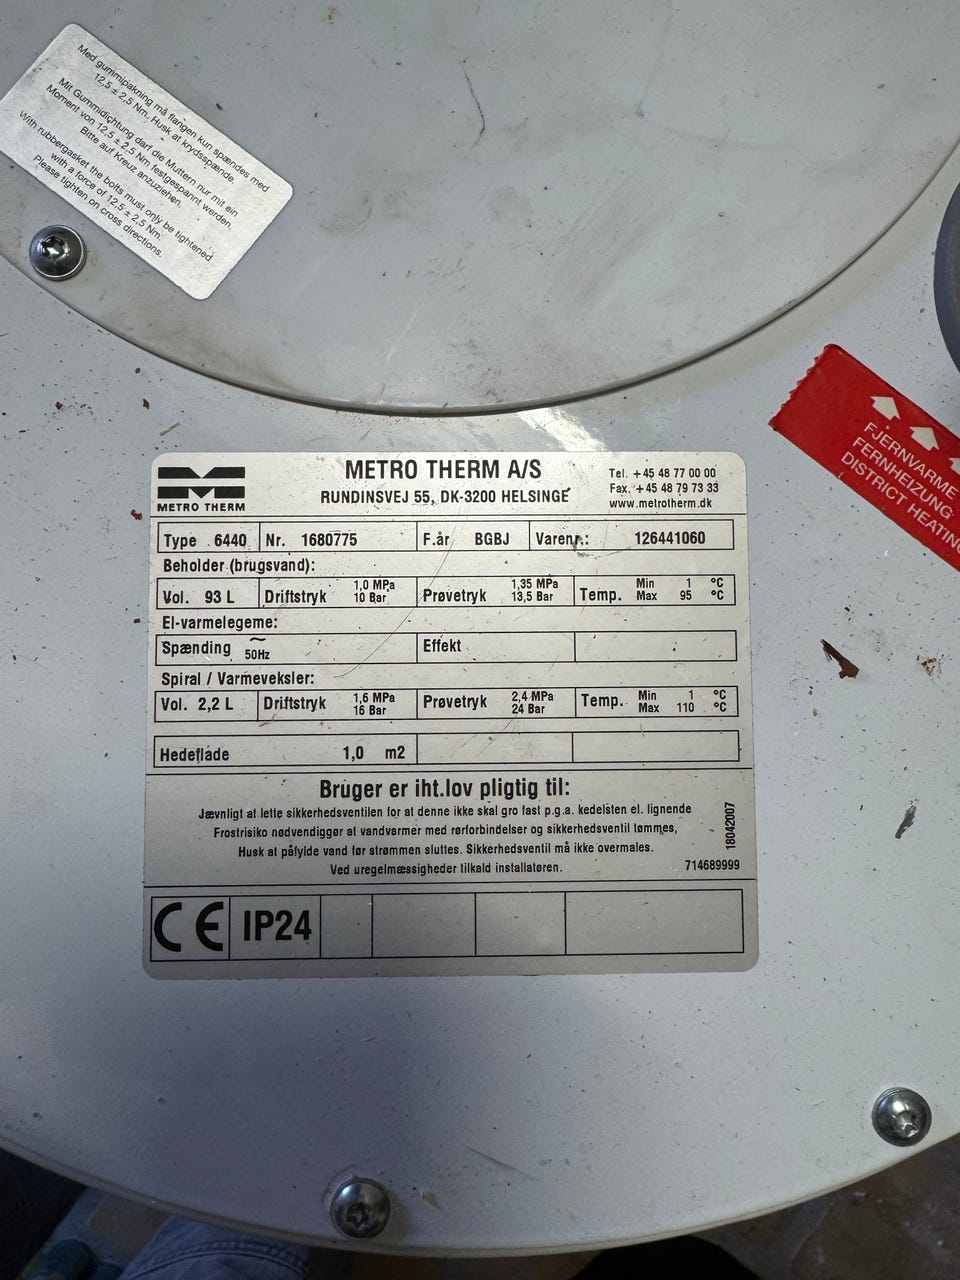 Med gummipakning må flangen kun spændes med
12,5 ± 2,5 Nm. Husk at krydsspænde.
Mit Gummidichtung darf die Muttern nur mit ein
Moment von 12,5 ± 2,5 Nm festgespannt werden.
Bitte auf Kreuz anzuziehen.
With rubbergasket the bolts must only be tightened
with a force of 12,5 ± 2,5 Nm.
Please tighten on cross directions.
FJERNVARME
FERNHEIZUNG
DISTRICT HEATING
METRO THERM
METRO THERM A/S
RUNDINSVEJ 55, DK-3200 HELSINGE
Tel. +45 48 77 00 00
Fax. +45 48 79 73 33
www.metrotherm.dk
Type 6440 Nr. 1680775 F.år BGBJ Varenr.: 126441060
Beholder (brugsvand):
Vol. 93 L Driftstryk 1,0 MPa 10 Bar Prøvetryk 1,35 MPa 13,5 Bar Temp. Min 1 °C Max 95 °C
El-varmelegeme:
Spænding ~ 50Hz Effekt
Spiral / Varmeveksler:
Vol. 2,2 L Driftstryk 1,6 MPa 16 Bar Prøvetryk 2,4 MPa 24 Bar Temp. Min 1 °C Max 110 °C
Hedeflade 1,0 m2
Bruger er iht.lov pligtig til:
Jævnligt at lette sikkerhedsventilen for at denne ikke skal gro fast p.g.a. kedelsten el. lignende
Frostrisiko nødvendiggør at vandvarmer med rørforbindelser og sikkerhedsventil tømmes,
Husk at påfylde vand før strømmen sluttes. Sikkerhedsventil må ikke overmales.
Ved uregelmæssigheder tilkald installatøren.
18042007
714689999
CE IP24